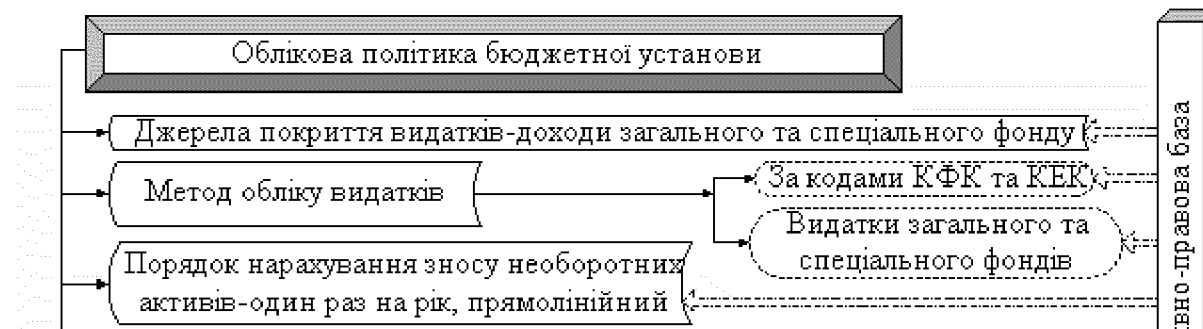 Облікова політика бюджетної установи
Джерела покриття видатків-доходи загального та спеціального фонду
Метод обліку видатків
За кодами КФК та КЕК
Видатки загального та
спеціального фондів
Порядок нарахування зносу необоротних
активів-один раз на рік, прямолінійний
вно-правова база